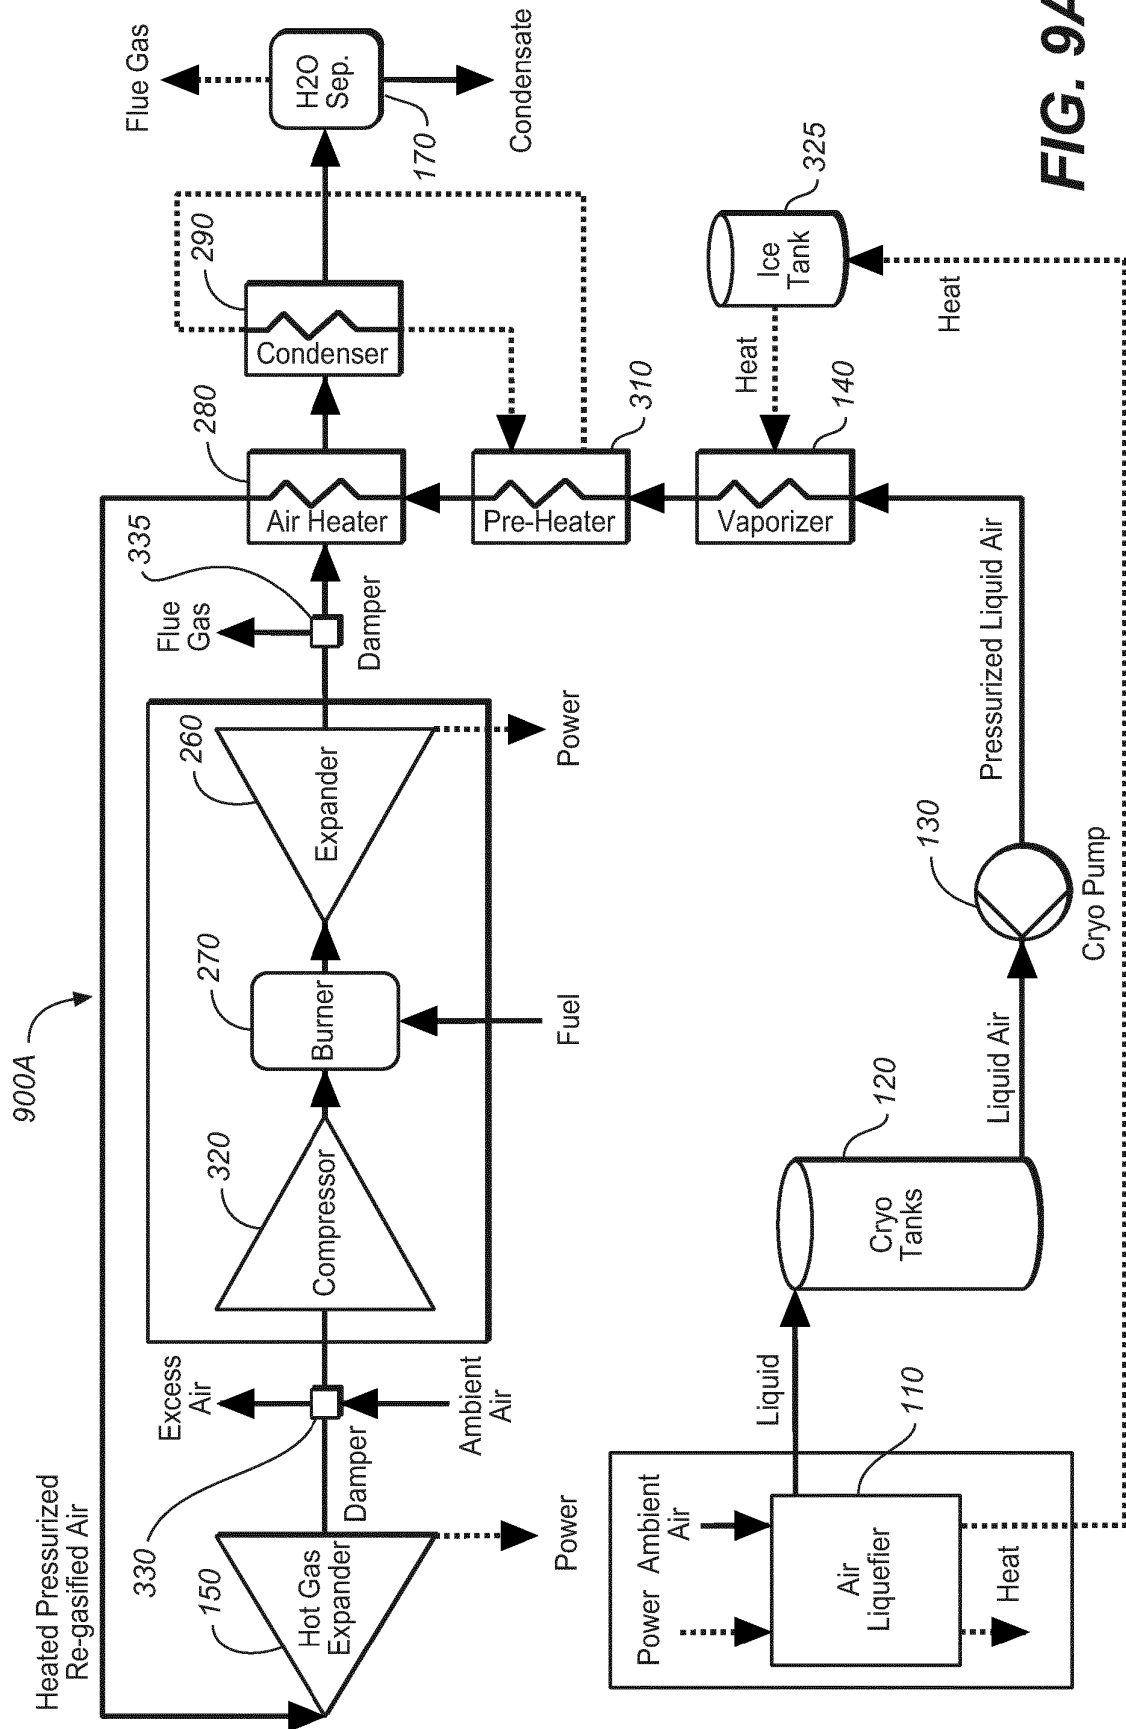 900A
Heated Pressurized
Re-gasified Air
150
Hot Gas
Expander
Power
330
Damper
Excess
Air
Ambient
Air
320
Compressor
270
Burner
Fuel
260
Expander
Power
Flue
Gas
335
Damper
280
Air Heater
290
Condenser
Flue Gas
H2O
Sep.
170
Condensate
310
Pre-Heater
140
Vaporizer
Heat
325
Ice
Tank
Heat
Power
Ambient
Air
110
Air
Liquefier
Heat
Liquid
120
Cryo
Tanks
Liquid Air
130
Cryo Pump
Pressurized Liquid Air
FIG. 9A